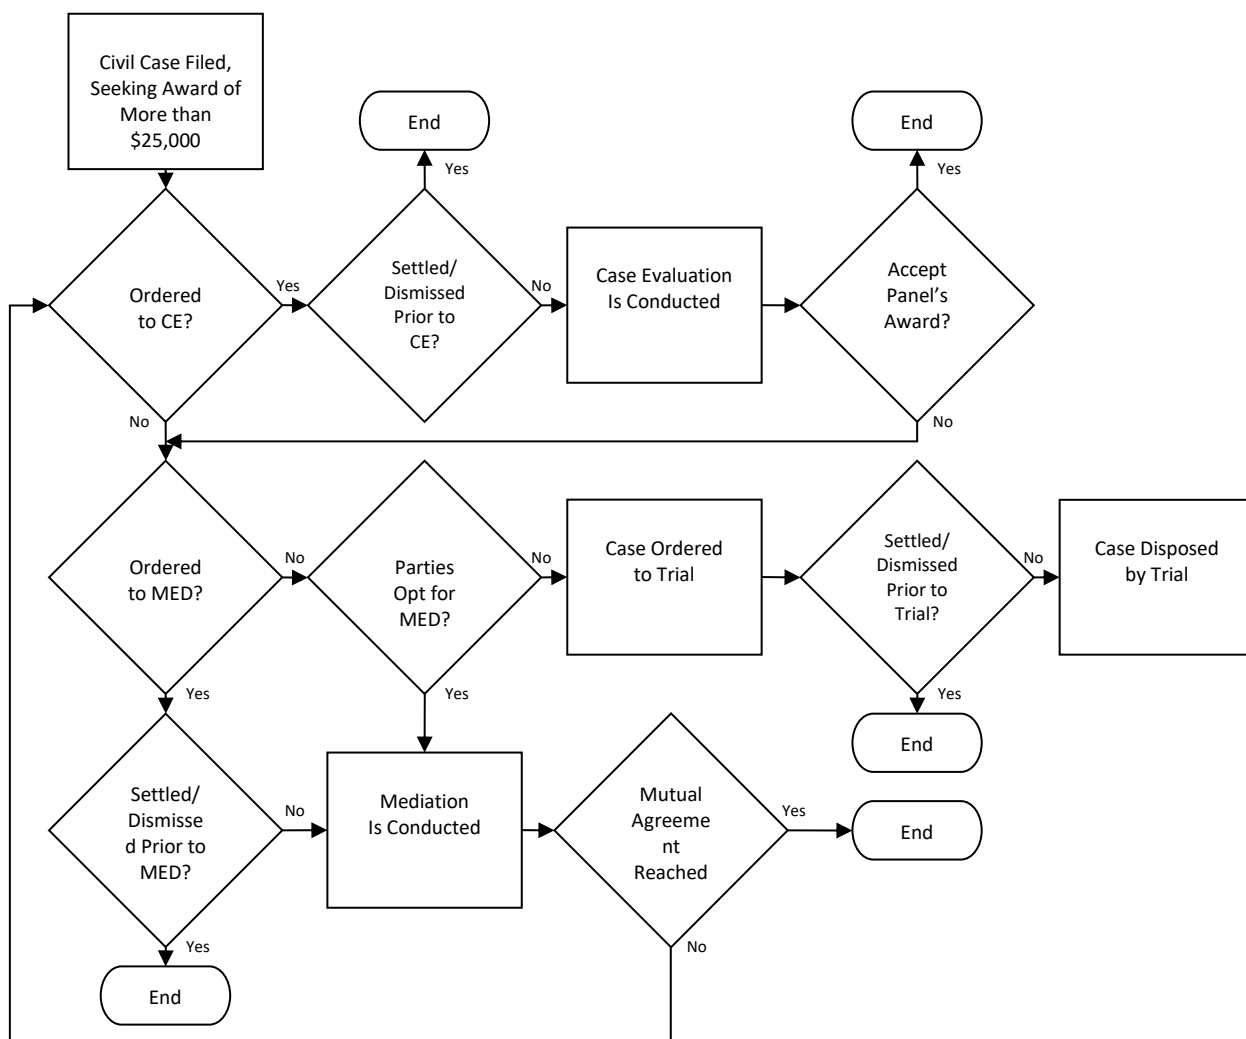 Civil Case Filed,
Seeking Award of
More than
$25,000
End
End
Yes
Yes
Ordered
to CE?
Yes
Settled/
Dismissed
Prior to
CE?
No
Case Evaluation
Is Conducted
Accept
Panel's
Award?
No
No
Ordered
to MED?
No
Parties
Opt for
MED?
No
Case Ordered
to Trial
Settled/
Dismissed
Prior to
Trial?
No
Case Disposed
by Trial
Yes
Yes
Yes
End
Settled/
Dismisse
d Prior to
MED?
No
Mediation
Is Conducted
Mutual
Agreeme
nt
Reached
Yes
End
Yes
No
End